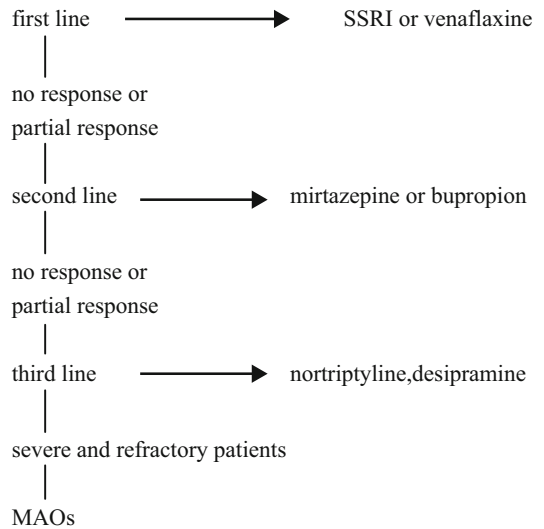 first line SSRI or venaflaxine
no response or
partial response
second line mirtazepine or bupropion
no response or
partial response
third line nortriptyline,desipramine
severe and refractory patients
MAOs